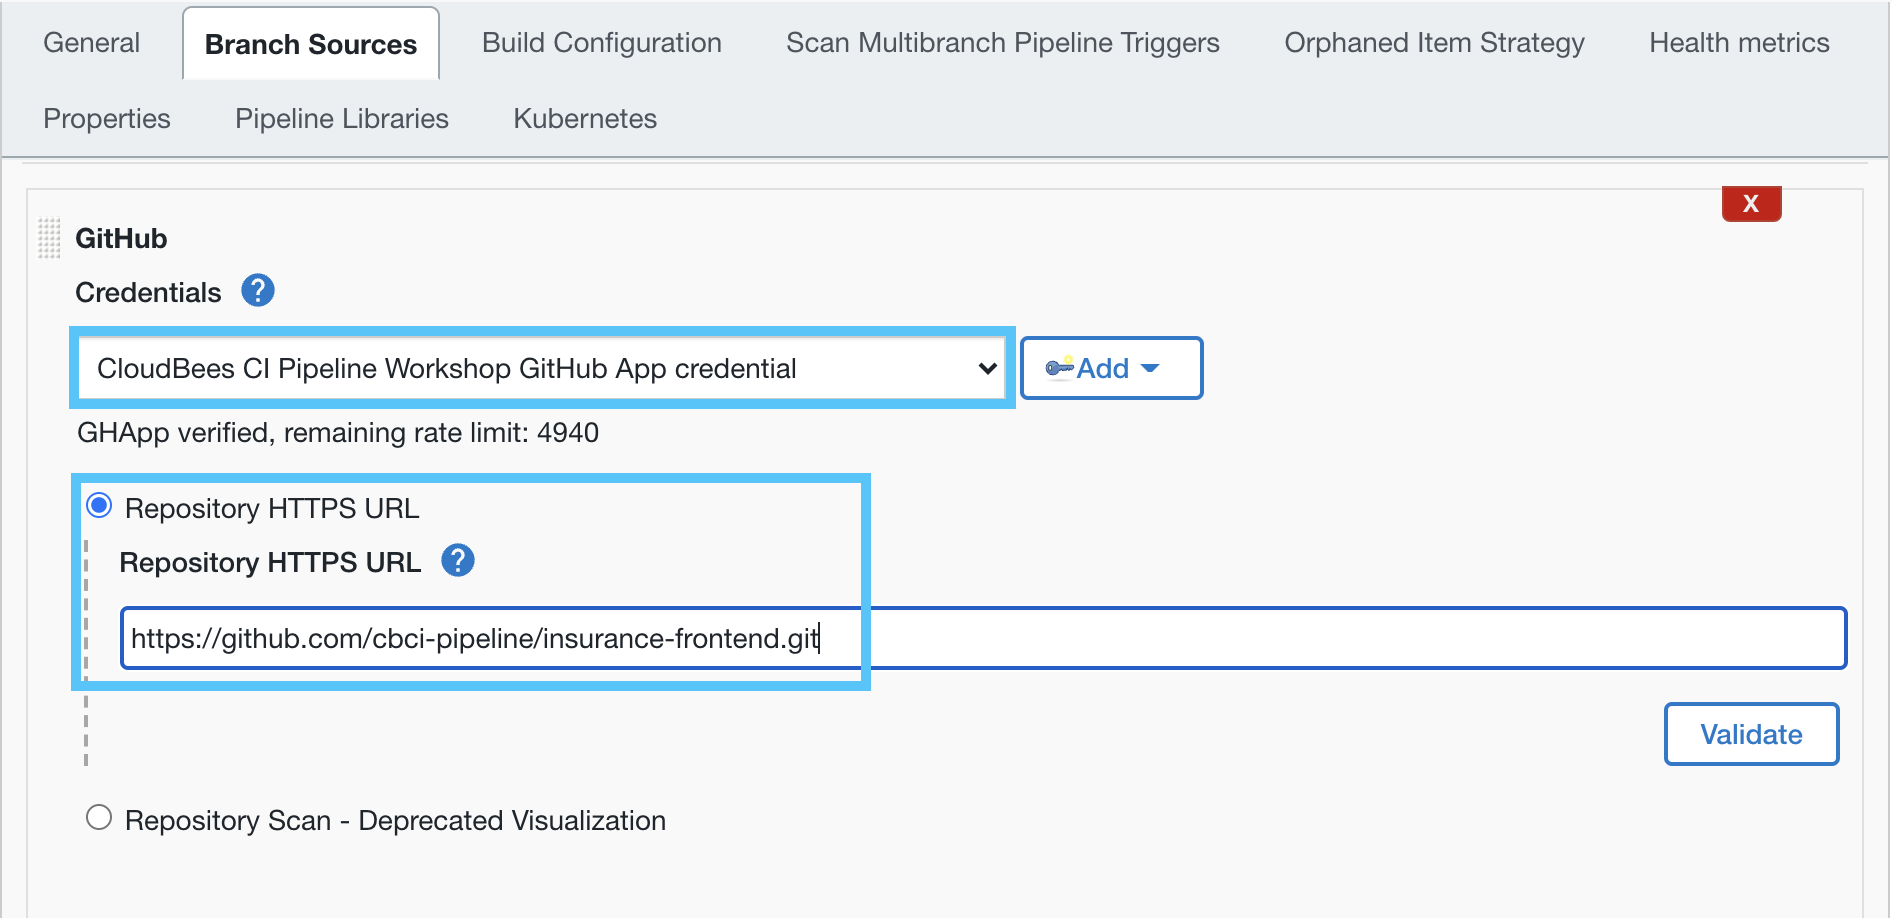 General Branch Sources Build Configuration Scan Multibranch Pipeline Triggers Orphaned Item Strategy Health metrics
Properties Pipeline Libraries Kubernetes
X
GitHub
Credentials ?
CloudBees CI Pipeline Workshop GitHub App credential Add
GHApp verified, remaining rate limit: 4940
Repository HTTPS URL
Repository HTTPS URL ?
https://github.com/cbci-pipeline/insurance-frontend.git
Validate
Repository Scan - Deprecated Visualization